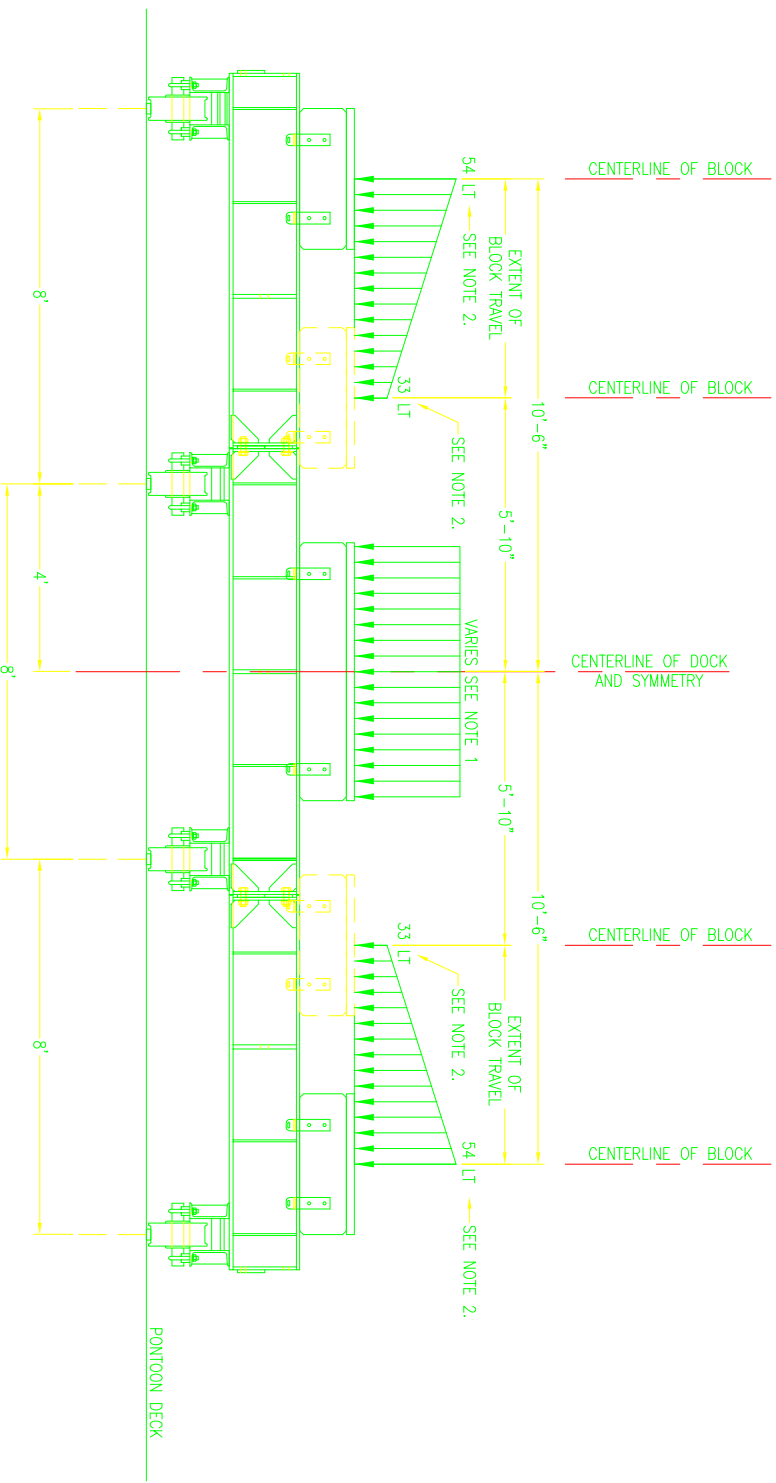 CENTERLINE OF BLOCK
54 LT
SEE NOTE 2.
EXTENT OF
BLOCK TRAVEL
10'-6"
8'
CENTERLINE OF BLOCK
33 LT
SEE NOTE 2.
5'-10"
4'
8'
CENTERLINE OF DOCK
AND SYMMETRY
VARIES SEE NOTE 1
5'-10"
10'-6"
CENTERLINE OF BLOCK
33 LT
SEE NOTE 2.
EXTENT OF
BLOCK TRAVEL
8'
CENTERLINE OF BLOCK
54 LT
SEE NOTE 2.
PONTOON DECK